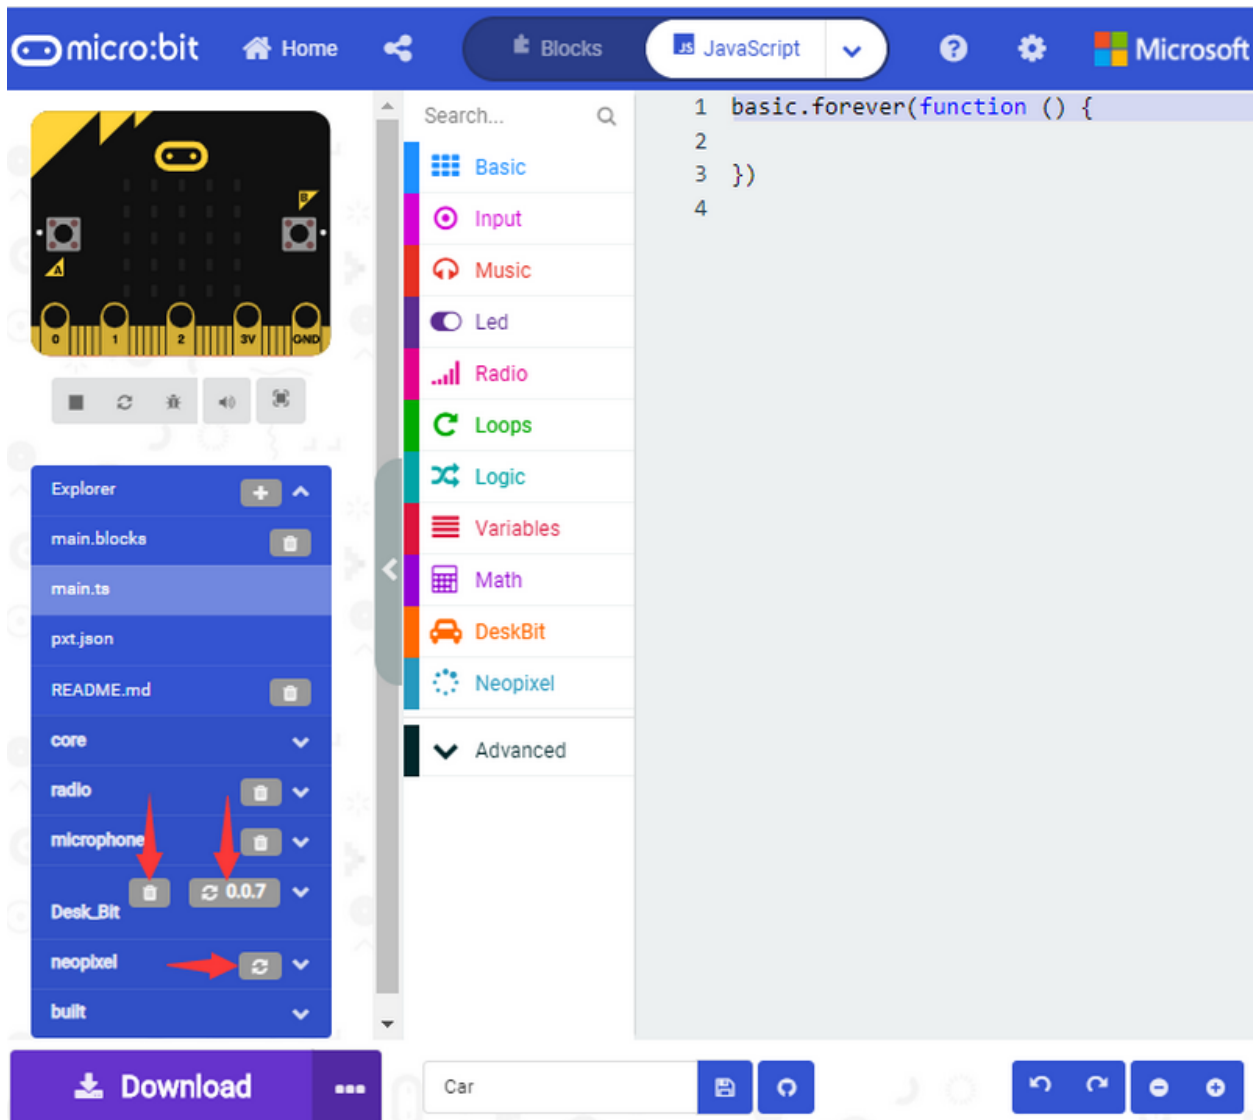 micro:bit Home Blocks JavaScript Microsoft
B
A
0 1 2 3V GND
Explorer
main.blocks
main.ts
pxt.json
README.md
core
radio
microphone
0.0.7
Desk_Bit
neopixel
built
Download
Search...
Basic
Input
Music
Led
Radio
Loops
Logic
Variables
Math
DeskBit
Neopixel
Advanced
1 basic.forever(function () {
2
3 })
4
Car